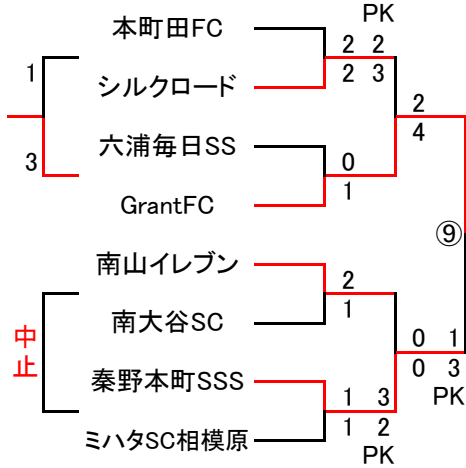 PK
本町田FC
2 2
シルクロード
2 3
1
2
4
六浦毎日SS
0
3
1
GrantFC
⑨
南山イレブン
2
南大谷SC
1
中止
0 1
0 3
PK
秦野本町SSS
1 3
1 2
ミハタSC相模原
PK